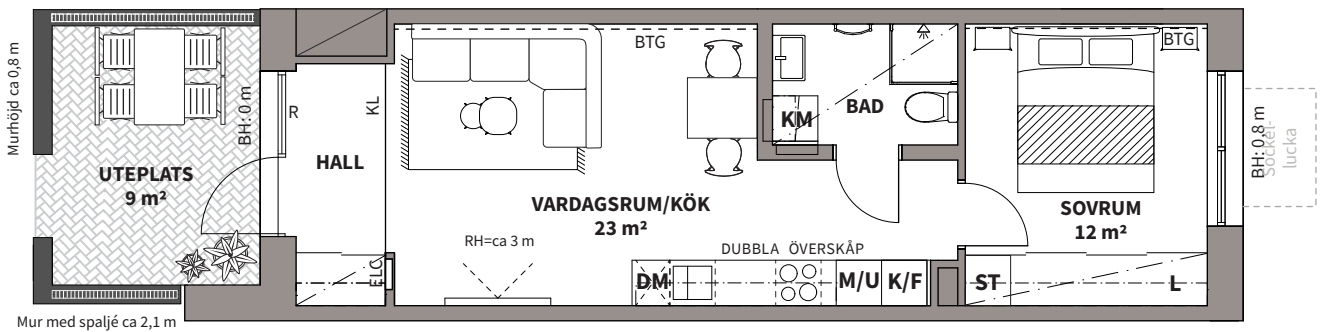 Murhöjd ca 0,8 m
UTEPLATS
9 m²
BH: 0 m
R
KL
HALL
ELC
BTG
VARDAGSRUM/KÖK
23 m²
RH=ca 3 m
DUBBLA ÖVERSKÅP
DM
M/U
K/F
KM
BAD
BTG
SOVRUM
12 m²
ST
L
BH: 0,8 m
Sockel-
lucka
Mur med spaljé ca 2,1 m